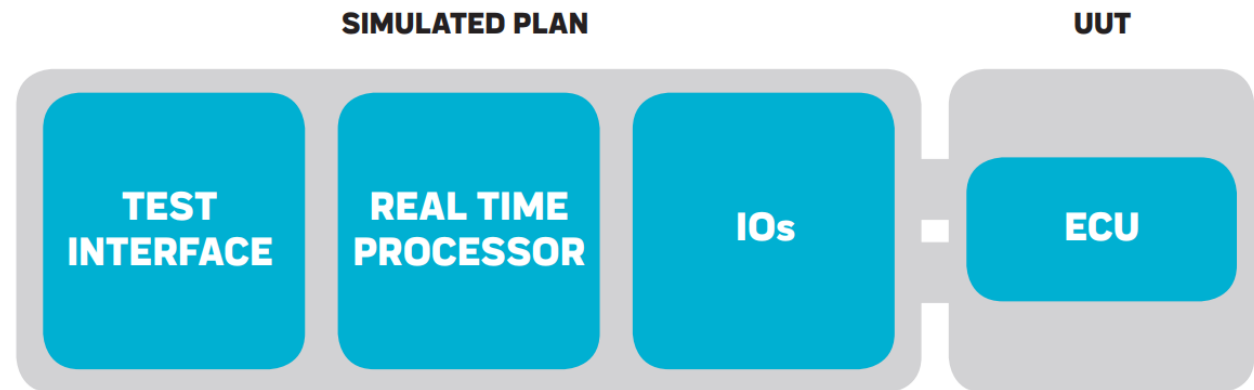 SIMULATED PLAN
UUT
TEST
INTERFACE
REAL TIME
PROCESSOR
IOs
ECU